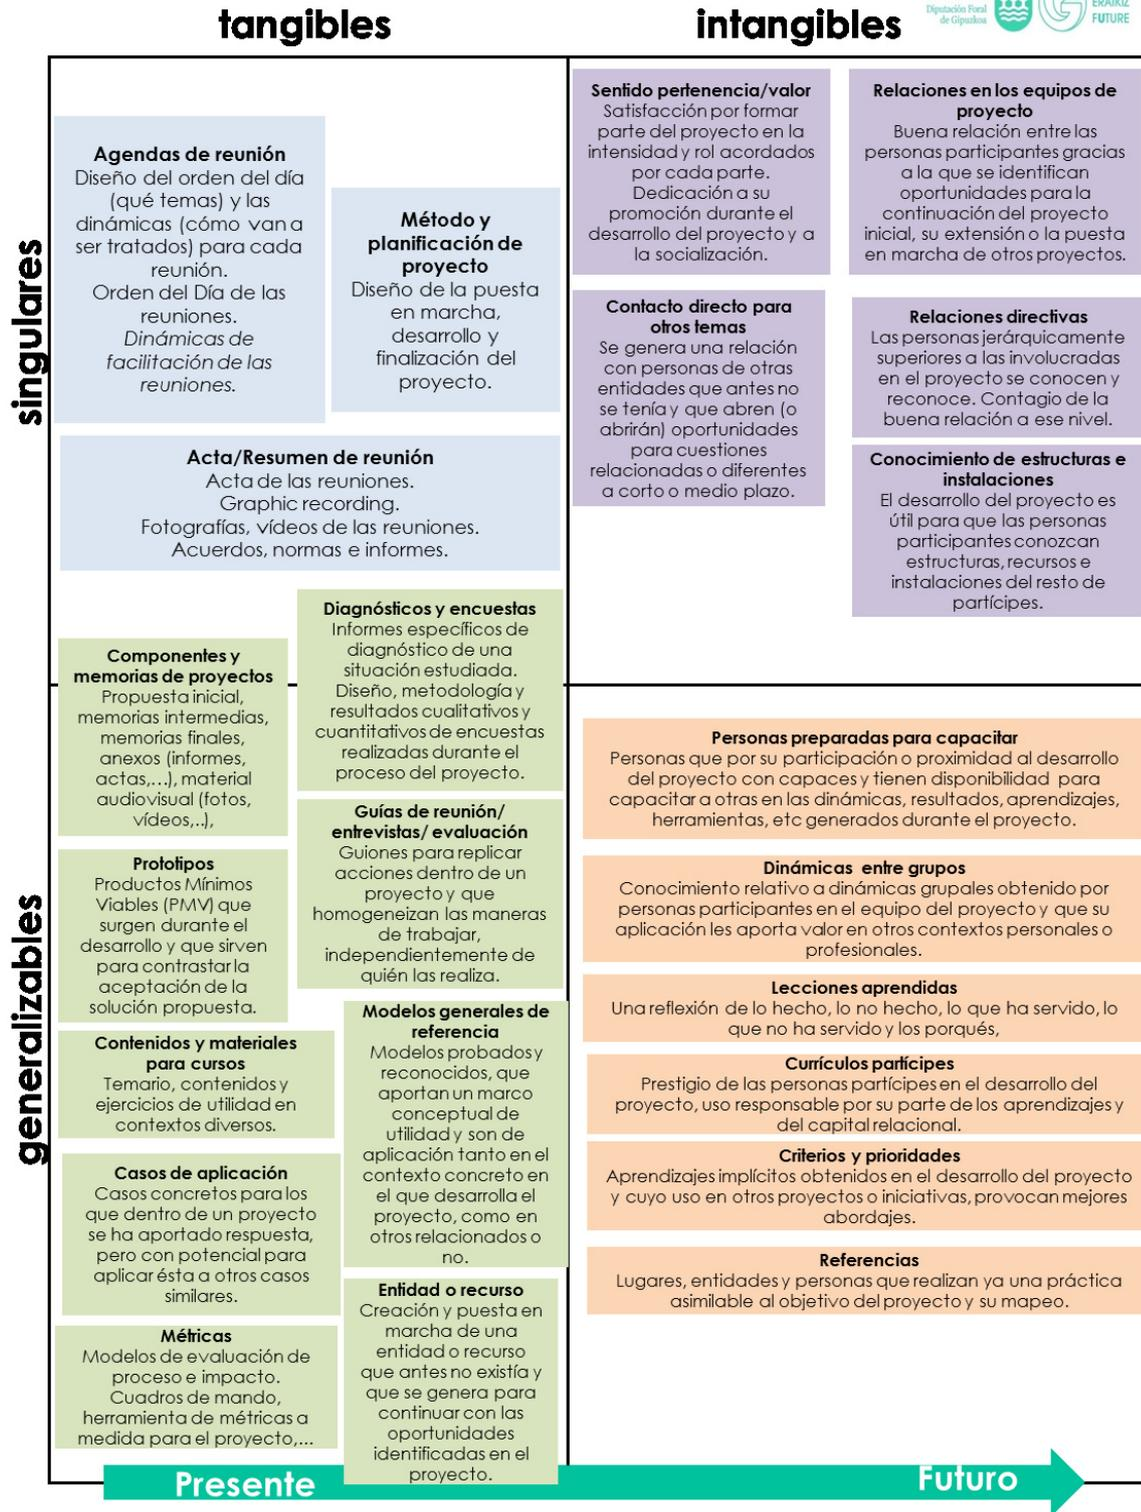 tangibles
intangibles
Diputación Foral
de Gipuzkoa
ERAIKIZ
FUTURE
singulares
Agendas de reunión
Diseño del orden del día
(qué temas) y las
dinámicas (cómo van a
ser tratados) para cada
reunión.
Orden del Día de las
reuniones.
Dinámicas de
facilitación de las
reuniones.
Método y
planificación de
proyecto
Diseño de la puesta
en marcha,
desarrollo y
finalización del
proyecto.
Acta/Resumen de reunión
Acta de las reuniones.
Graphic recording.
Fotografías, vídeos de las reuniones.
Acuerdos, normas e informes.
Sentido pertenencia/valor
Satisfacción por formar
parte del proyecto en la
intensidad y rol acordados
por cada parte.
Dedicación a su
promoción durante el
desarrollo del proyecto y a
la socialización.
Relaciones en los equipos de
proyecto
Buena relación entre las
personas participantes gracias
a la que se identifican
oportunidades para la
continuación del proyecto
inicial, su extensión o la puesta
en marcha de otros proyectos.
Contacto directo para
otros temas
Se genera una relación
con personas de otras
entidades que antes no
se tenía y que abren (o
abrirán) oportunidades
para cuestiones
relacionadas o diferentes
a corto o medio plazo.
Relaciones directivas
Las personas jerárquicamente
superiores a las involucradas
en el proyecto se conocen y
reconoce. Contagio de la
buena relación a ese nivel.
Conocimiento de estructuras e
instalaciones
El desarrollo del proyecto es
útil para que las personas
participantes conozcan
estructuras, recursos e
instalaciones del resto de
partícipes.
generalizables
Componentes y
memorias de proyectos
Propuesta inicial,
memorias intermedias,
memorias finales,
anexos (informes,
actas,...), material
audiovisual (fotos,
vídeos,..),
Diagnósticos y encuestas
Informes específicos de
diagnóstico de una
situación estudiada.
Diseño, metodología y
resultados cualitativos y
cuantitativos de encuestas
realizadas durante el
proceso del proyecto.
Prototipos
Productos Mínimos
Viables (PMV) que
surgen durante el
desarrollo y que sirven
para contrastar la
aceptación de la
solución propuesta.
Guías de reunión/
entrevistas/ evaluación
Guiones para replicar
acciones dentro de un
proyecto y que
homogeneizan las maneras
de trabajar,
independientemente de
quién las realiza.
Contenidos y materiales
para cursos
Temario, contenidos y
ejercicios de utilidad en
contextos diversos.
Modelos generales de
referencia
Modelos probados y
reconocidos, que
aportan un marco
conceptual de
utilidad y son de
aplicación tanto en el
contexto concreto en
el que desarrolla el
proyecto, como en
otros relacionados o
no.
Casos de aplicación
Casos concretos para los
que dentro de un proyecto
se ha aportado respuesta,
pero con potencial para
aplicar ésta a otros casos
similares.
Entidad o recurso
Creación y puesta en
marcha de una
entidad o recurso
que antes no existía y
que se genera para
continuar con las
oportunidades
identificadas en el
proyecto.
Métricas
Modelos de evaluación de
proceso e impacto.
Cuadros de mando,
herramienta de métricas a
medida para el proyecto,...
Personas preparadas para capacitar
Personas que por su participación o proximidad al desarrollo
del proyecto con capaces y tienen disponibilidad para
capacitar a otras en las dinámicas, resultados, aprendizajes,
herramientas, etc generados durante el proyecto.
Dinámicas entre grupos
Conocimiento relativo a dinámicas grupales obtenido por
personas participantes en el equipo del proyecto y que su
aplicación les aporta valor en otros contextos personales o
profesionales.
Lecciones aprendidas
Una reflexión de lo hecho, lo no hecho, lo que ha servido, lo
que no ha servido y los porqués,
Currículos partícipes
Prestigio de las personas partícipes en el desarrollo del
proyecto, uso responsable por su parte de los aprendizajes y
del capital relacional.
Criterios y prioridades
Aprendizajes implícitos obtenidos en el desarrollo del proyecto
y cuyo uso en otros proyectos o iniciativas, provocan mejores
abordajes.
Referencias
Lugares, entidades y personas que realizan ya una práctica
asimilable al objetivo del proyecto y su mapeo.
Presente
Futuro